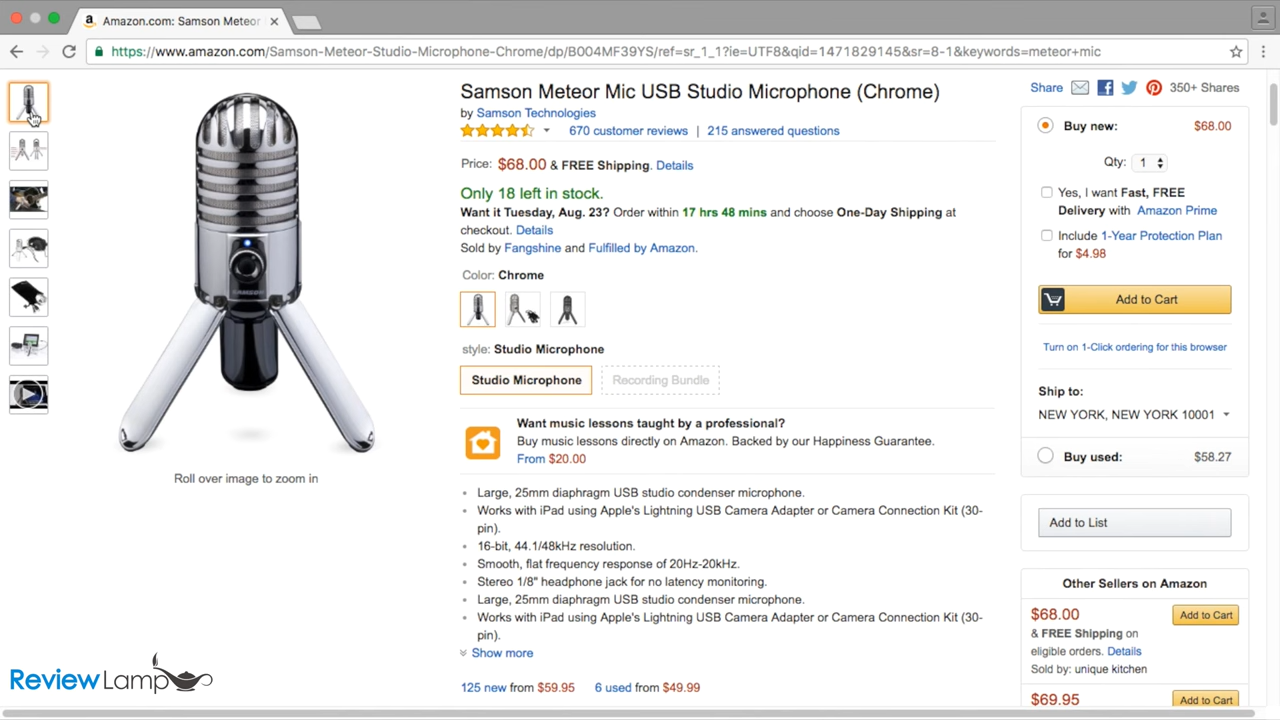 Amazon.com: Samson Meteor
https://www.amazon.com/Samson-Meteor-Studio-Microphone-Chrome/dp/B004MF39YS/ref=sr_1_1?ie=UTF8&qid=1471829145&sr=8-1&keywords=meteor+mic
Samson Meteor Mic USB Studio Microphone (Chrome)
by Samson Technologies
670 customer reviews | 215 answered questions
Price: $68.00 & FREE Shipping. Details
Only 18 left in stock.
Want it Tuesday, Aug. 23? Order within 17 hrs 48 mins and choose One-Day Shipping at
checkout. Details
Sold by Fangshine and Fulfilled by Amazon.
Color: Chrome
style: Studio Microphone
Studio Microphone Recording Bundle
Want music lessons taught by a professional?
Buy music lessons directly on Amazon. Backed by our Happiness Guarantee.
From $20.00
• Large, 25mm diaphragm USB studio condenser microphone.
• Works with iPad using Apple's Lightning USB Camera Adapter or Camera Connection Kit (30-
pin).
• 16-bit, 44.1/48kHz resolution.
• Smooth, flat frequency response of 20Hz-20kHz.
• Stereo 1/8" headphone jack for no latency monitoring.
• Large, 25mm diaphragm USB studio condenser microphone.
• Works with iPad using Apple's Lightning USB Camera Adapter or Camera Connection Kit (30-
pin).
Show more
125 new from $59.95 6 used from $49.99
SAMSON
Roll over image to zoom in
ReviewLamp
Share 350+ Shares
Buy new: $68.00
Qty: 1
Yes, I want Fast, FREE
Delivery with Amazon Prime
Include 1-Year Protection Plan
for $4.98
Add to Cart
Turn on 1-Click ordering for this browser
Ship to:
NEW YORK, NEW YORK 10001
Buy used: $58.27
Add to List
Other Sellers on Amazon
$68.00 Add to Cart
& FREE Shipping on
eligible orders. Details
Sold by: unique kitchen
$69.95 Add to Cart